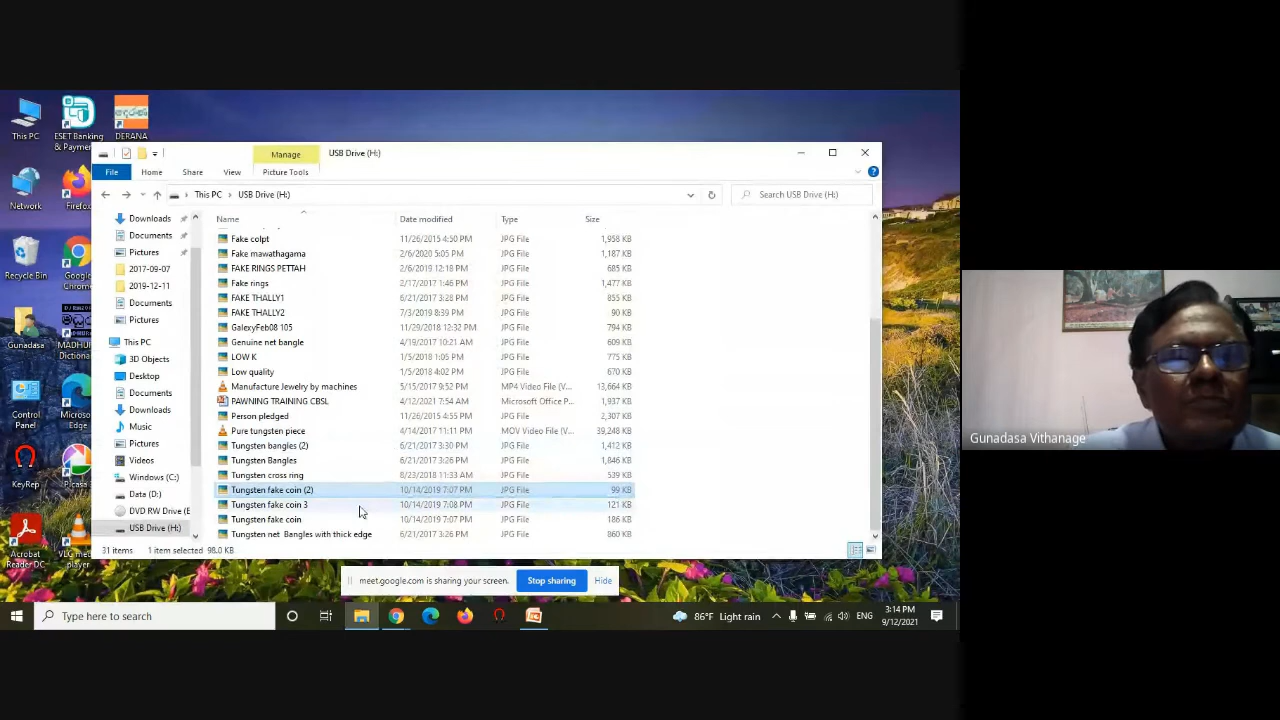 This PC
ESET Banking
& Payment...
DERANA
Network
Firefox
Recycle Bin
Google
Chrome
Gunadasa
Control
Panel
KeyRep
Picasa
Acrobat
Reader DC
player
Manage
USB Drive (H:)
File
Home
Share
View
Picture Tools
This PC
USB Drive (H:)
Search USB Drive (H:)
Downloads
Documents
Pictures
2017-09-07
2019-12-11
Documents
Pictures
This PC
3D Objects
Desktop
Documents
Downloads
Music
Pictures
Videos
Windows (C:)
Data (D:)
DVD RW Drive (E
USB Drive (H:)
Name Date modified Type Size
Fake colpt 11/26/2015 4:50 PM JPG File 1,958 KB
Fake mawathagama 2/6/2020 5:05 PM JPG File 1,187 KB
FAKE RINGS PETTAH 2/6/2019 12:18 PM JPG File 685 KB
Fake rings 2/17/2017 1:46 PM JPG File 1,477 KB
FAKE THALLY1 6/21/2017 3:28 PM JPG File 855 KB
FAKE THALLY2 7/3/2019 8:39 PM JPG File 90 KB
GalexyFeb08 105 11/29/2018 12:32 PM JPG File 794 KB
Genuine net bangle 4/19/2017 10:21 AM JPG File 609 KB
LOW K 1/5/2018 1:05 PM JPG File 775 KB
Low quality 1/5/2018 4:02 PM JPG File 670 KB
Manufacture Jewelry by machines 5/15/2017 9:52 PM MP4 Video File (V... 13,664 KB
PAWNING TRAINING CBSL 4/12/2021 7:54 AM Microsoft Office P... 1,937 KB
Person pledged 11/26/2015 4:55 PM JPG File 2,307 KB
Pure tungsten piece 4/14/2017 11:11 PM MOV Video File (V... 39,248 KB
Tungsten bangles (2) 6/21/2017 3:30 PM JPG File 1,412 KB
Tungsten Bangles 6/21/2017 3:26 PM JPG File 1,846 KB
Tungsten cross ring 8/23/2018 11:33 AM JPG File 539 KB
Tungsten fake coin (2) 10/14/2019 7:07 PM JPG File 99 KB
Tungsten fake coin 3 10/14/2019 7:08 PM JPG File 121 KB
Tungsten fake coin 10/14/2019 7:07 PM JPG File 186 KB
Tungsten net Bangles with thick edge 6/21/2017 3:26 PM JPG File 860 KB
31 items 1 item selected 98.0 KB
meet.google.com is sharing your screen.
Stop sharing
Hide
Type here to search
86°F Light rain
ENG
3:14 PM
9/12/2021
Gunadasa Vithanage